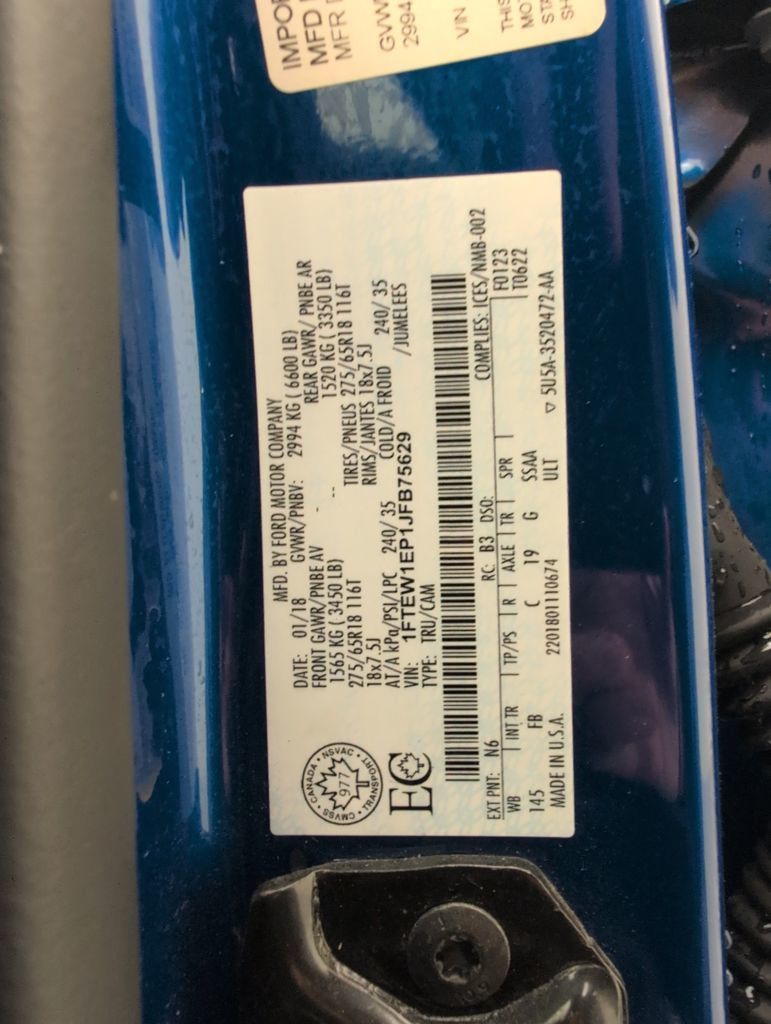 IMPOR
MFD
MFR
GVW
2994
VIN
THIS
MO
STA
SH
MFD. BY FORD MOTOR COMPANY
DATE: 01/18 GVWR/PNBV: 2994 KG ( 6600 LB)
FRONT GAWR/PNBE AV REAR GAWR/ PNBE AR
1565 KG ( 3450 LB) 1520 KG ( 3350 LB)
275/65R18 116T TIRES/PNEUS 275/65R18 116T
18x7.5J RIMS/JANTES 18x7.5J
AT/A kPa/PSI/LPC 240/ 35 COLD/A FROID 240/ 35
VIN: 1FTEW1EP1JFB75629 /JUMELEES
TYPE: TRU/CAM
CANADA • NSVAC • TRANSPORT • CMVSS •
977
EC
COMPLIES: ICES/NMB-002
EXT PNT: N6 RC: B3 DSO: F0123
WB INT TR TP/PS R AXLE TR SPR T0622
145 FB C 19 G SSAA
MADE IN U.S.A. 2201801110674 ULT ▽ 5U5A-3520472-AA